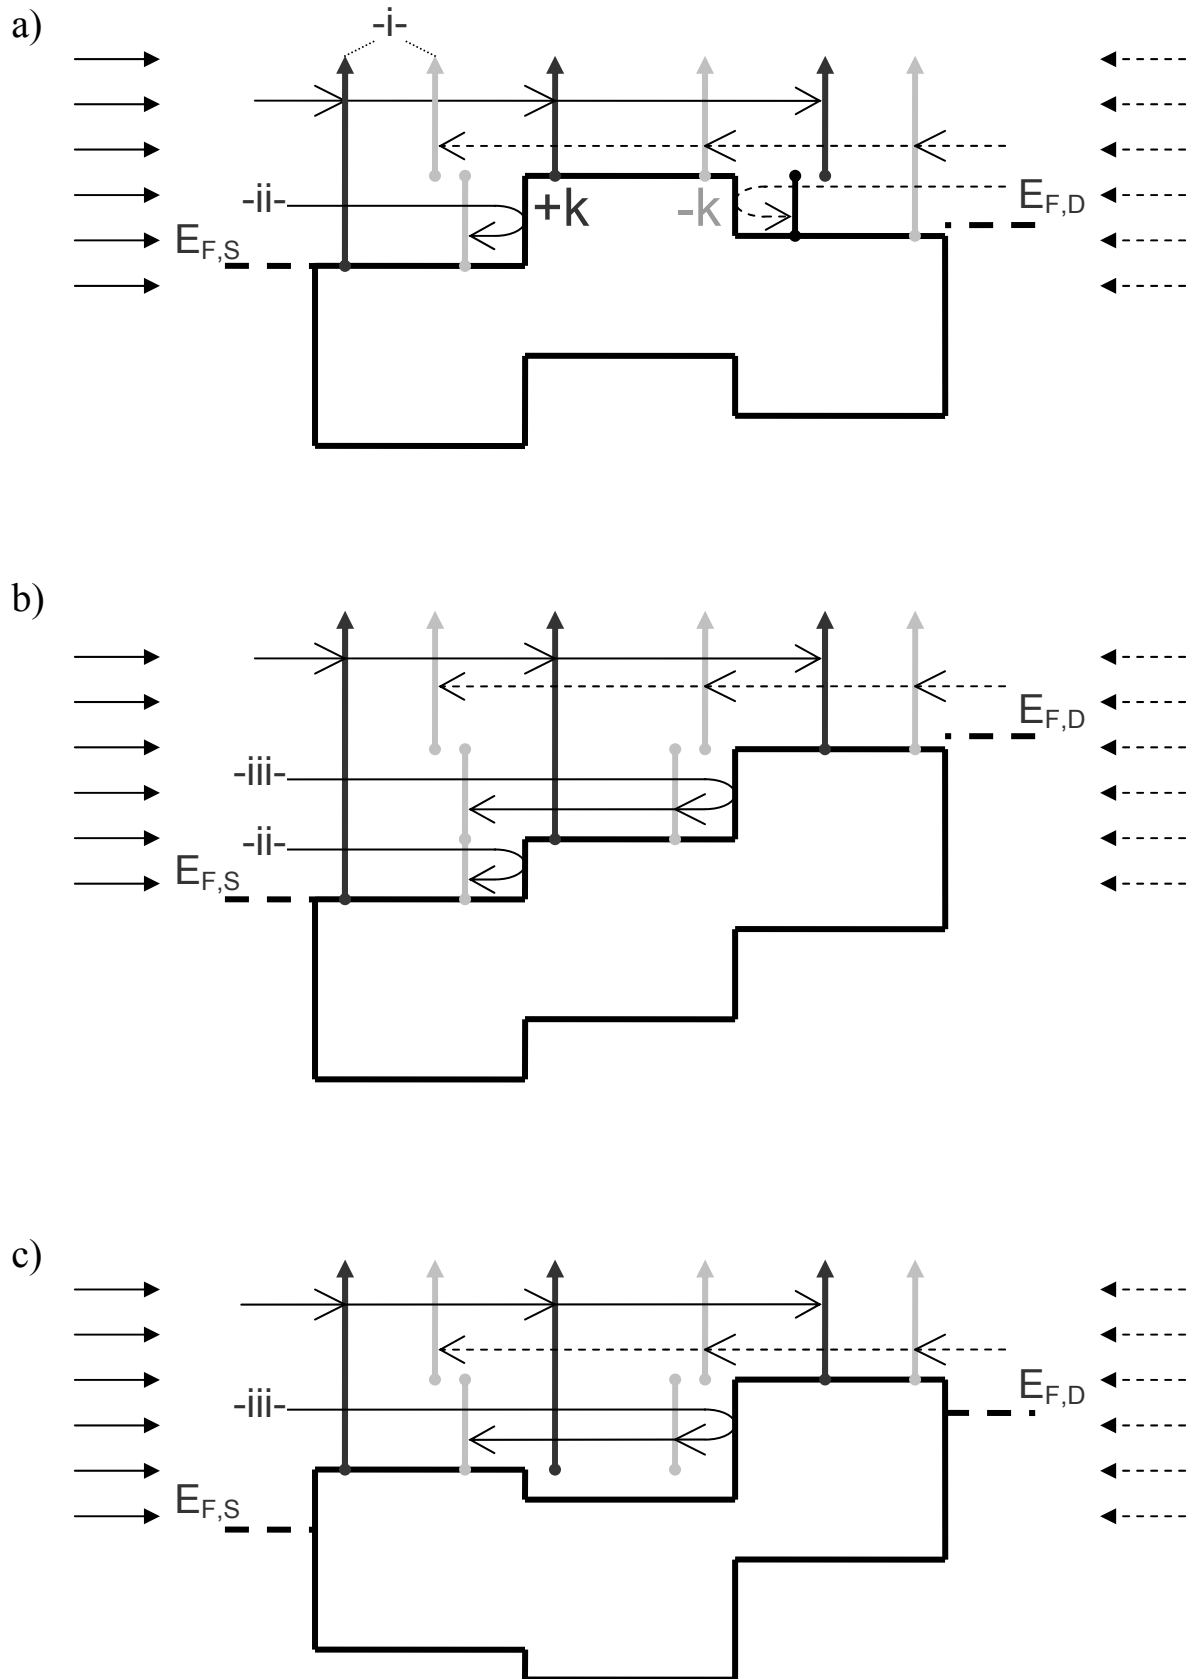 a)
-i-
-ii-
+k
-k
E_F,D
E_F,S
b)
E_F,D
-iii-
-ii-
E_F,S
c)
E_F,D
-iii-
E_F,S